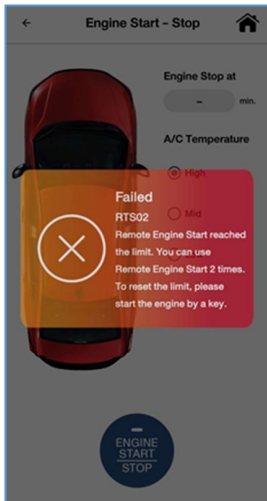 Engine Start – Stop
Engine Stop at
- min.
A/C Temperature
High
Mid
Failed
RTS02
Remote Engine Start reached
the limit. You can use
Remote Engine Start 2 times.
To reset the limit, please
start the engine by a key.
ENGINE
START
STOP